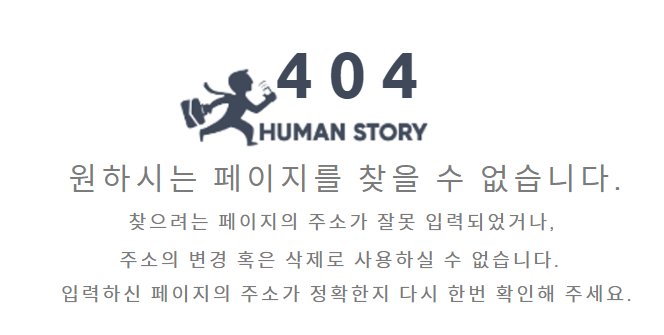 404
HUMAN STORY
원하시는 페이지를 찾을 수 없습니다.
찾으려는 페이지의 주소가 잘못 입력되었거나,
주소의 변경 혹은 삭제로 사용하실 수 없습니다.
입력하신 페이지의 주소가 정확한지 다시 한번 확인해 주세요.